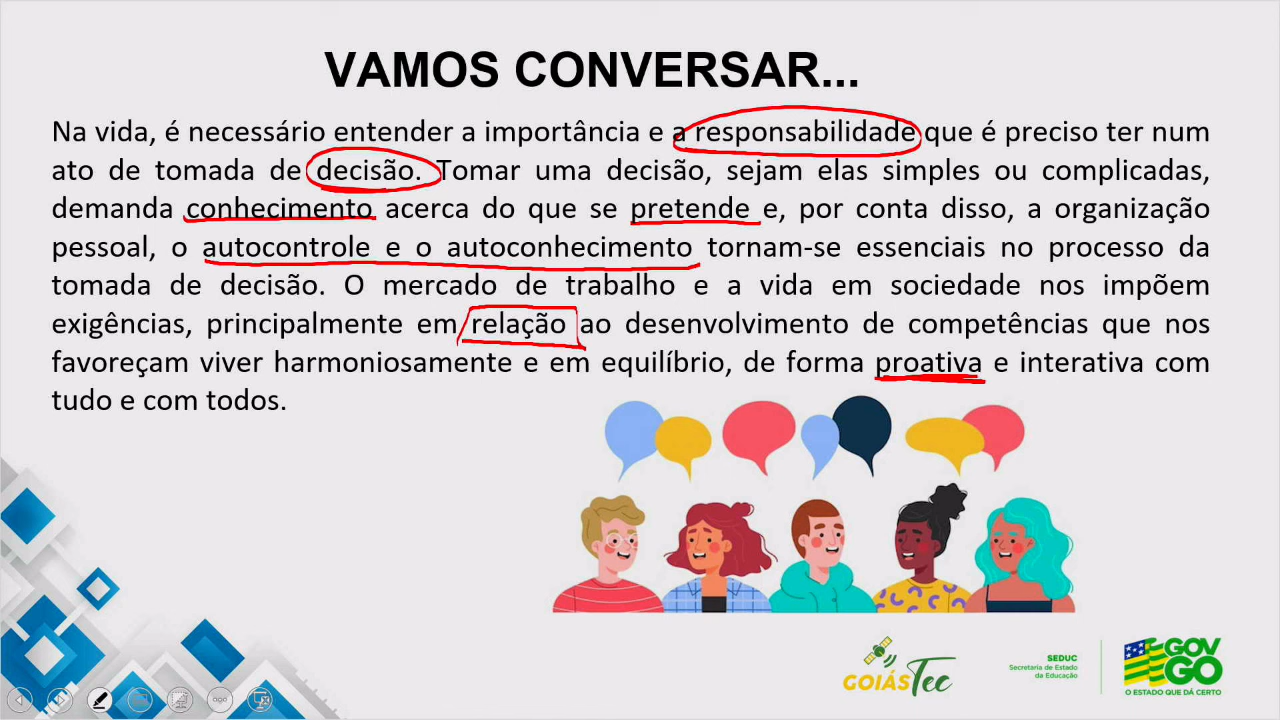 VAMOS CONVERSAR...
Na vida, é necessário entender a importância e a responsabilidade que é preciso ter num
ato de tomada de decisão. Tomar uma decisão, sejam elas simples ou complicadas,
demanda conhecimento acerca do que se pretende e, por conta disso, a organização
pessoal, o autocontrole e o autoconhecimento tornam-se essenciais no processo da
tomada de decisão. O mercado de trabalho e a vida em sociedade nos impõem
exigências, principalmente em relação ao desenvolvimento de competências que nos
favoreçam viver harmoniosamente e em equilíbrio, de forma proativa e interativa com
tudo e com todos.
GOIÁS Tec
SEDUC
Secretaria de Estado
da Educação
GOV
GO
O ESTADO QUE DÁ CERTO